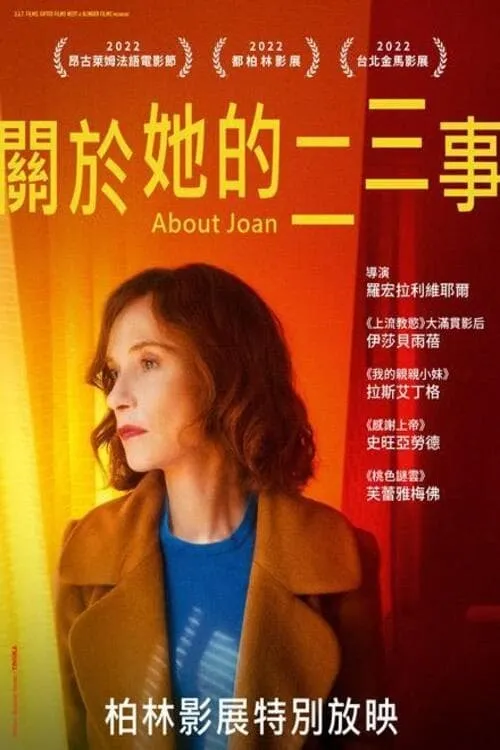 2022
昂古萊姆法語電影節
2022
都柏林影展
2022
台北金馬影展
關於她的二三事
About Joan
導演
羅宏拉利維耶爾
《上流教慾》大滿貫影后
伊莎貝雨蓓
《我的親親小妹》
拉斯艾丁格
《感謝上帝》
史旺亞勞德
《桃色謎雲》
芙蕾雅梅佛
柏林影展特別放映